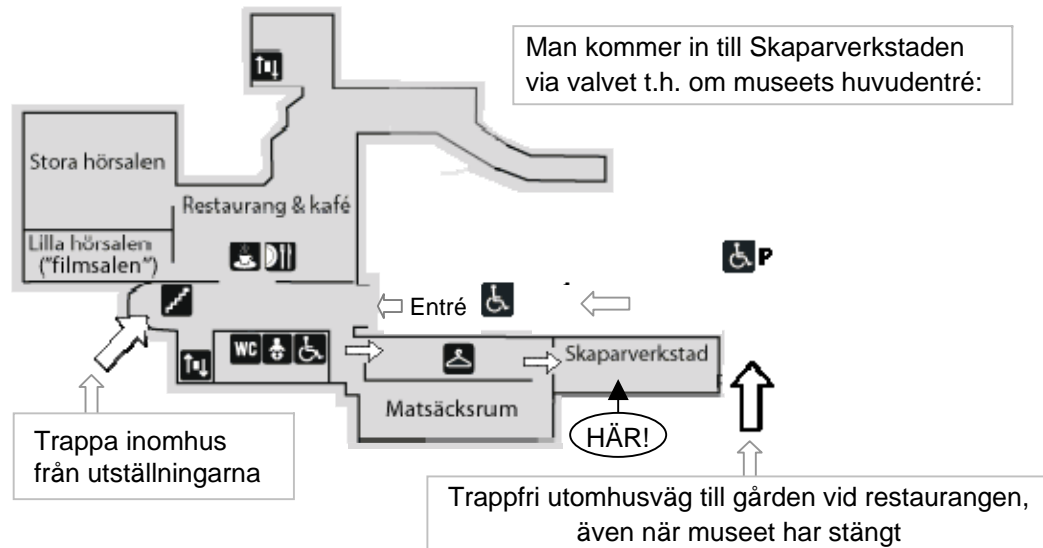 Man kommer in till Skaparverkstaden
via valvet t.h. om museets huvudentré:
Stora hörsalen
Restaurang & kafé
Lilla hörsalen
("filmsalen")
P
Entré
WC
Skaparverkstad
Matsäcksrum
HÄR!
Trappa inomhus
från utställningarna
Trappfri utomhusväg till gården vid restaurangen,
även när museet har stängt